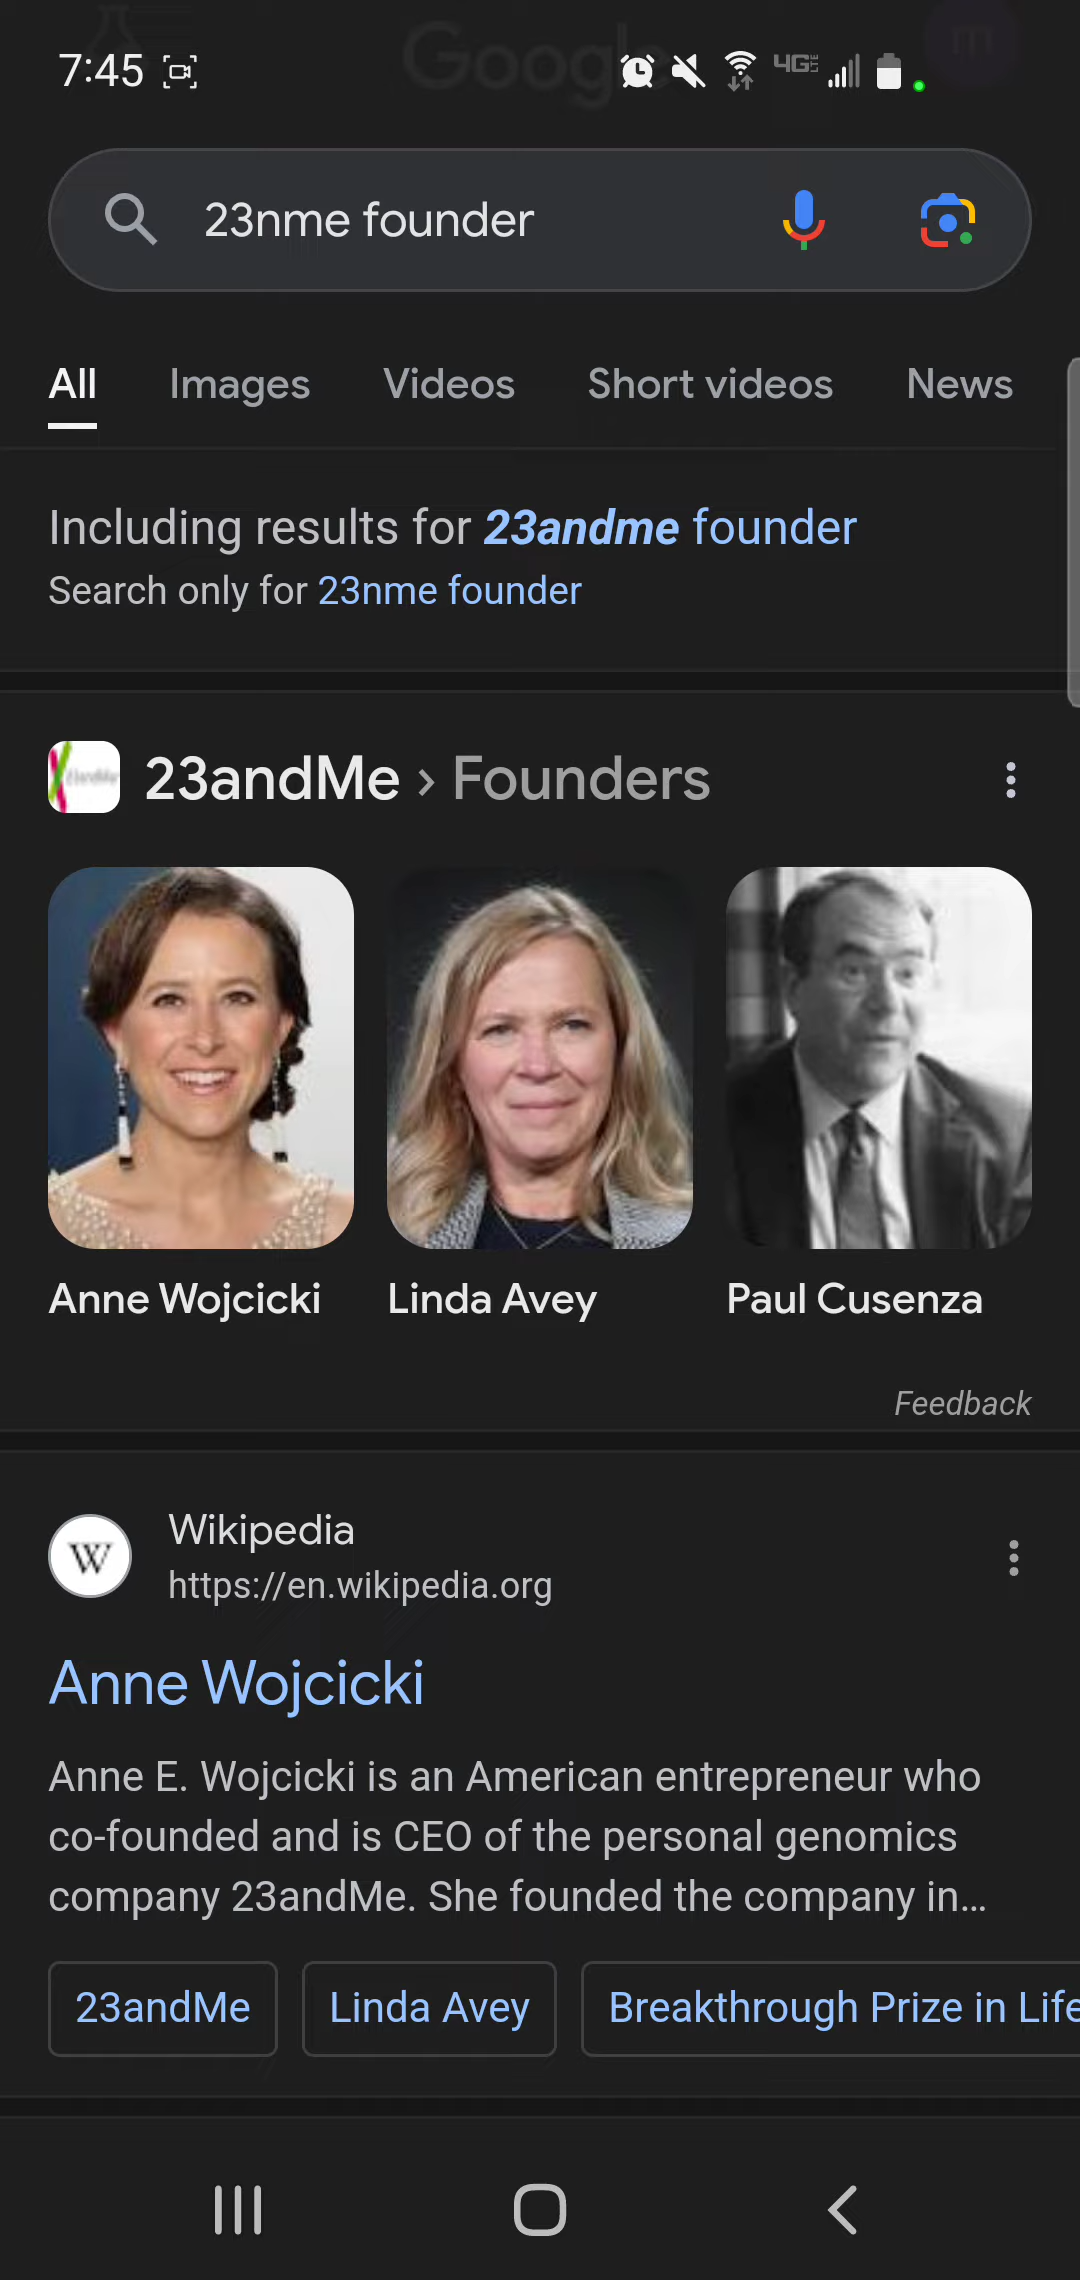 7:45
Google
4G LTE
23nme founder
All Images Videos Short videos News
Including results for 23andme founder
Search only for 23nme founder
23andMe › Founders
Anne Wojcicki
Linda Avey
Paul Cusenza
Feedback
W
Wikipedia
https://en.wikipedia.org
Anne Wojcicki
Anne E. Wojcicki is an American entrepreneur who
co-founded and is CEO of the personal genomics
company 23andMe. She founded the company in...
23andMe
Linda Avey
Breakthrough Prize in Life